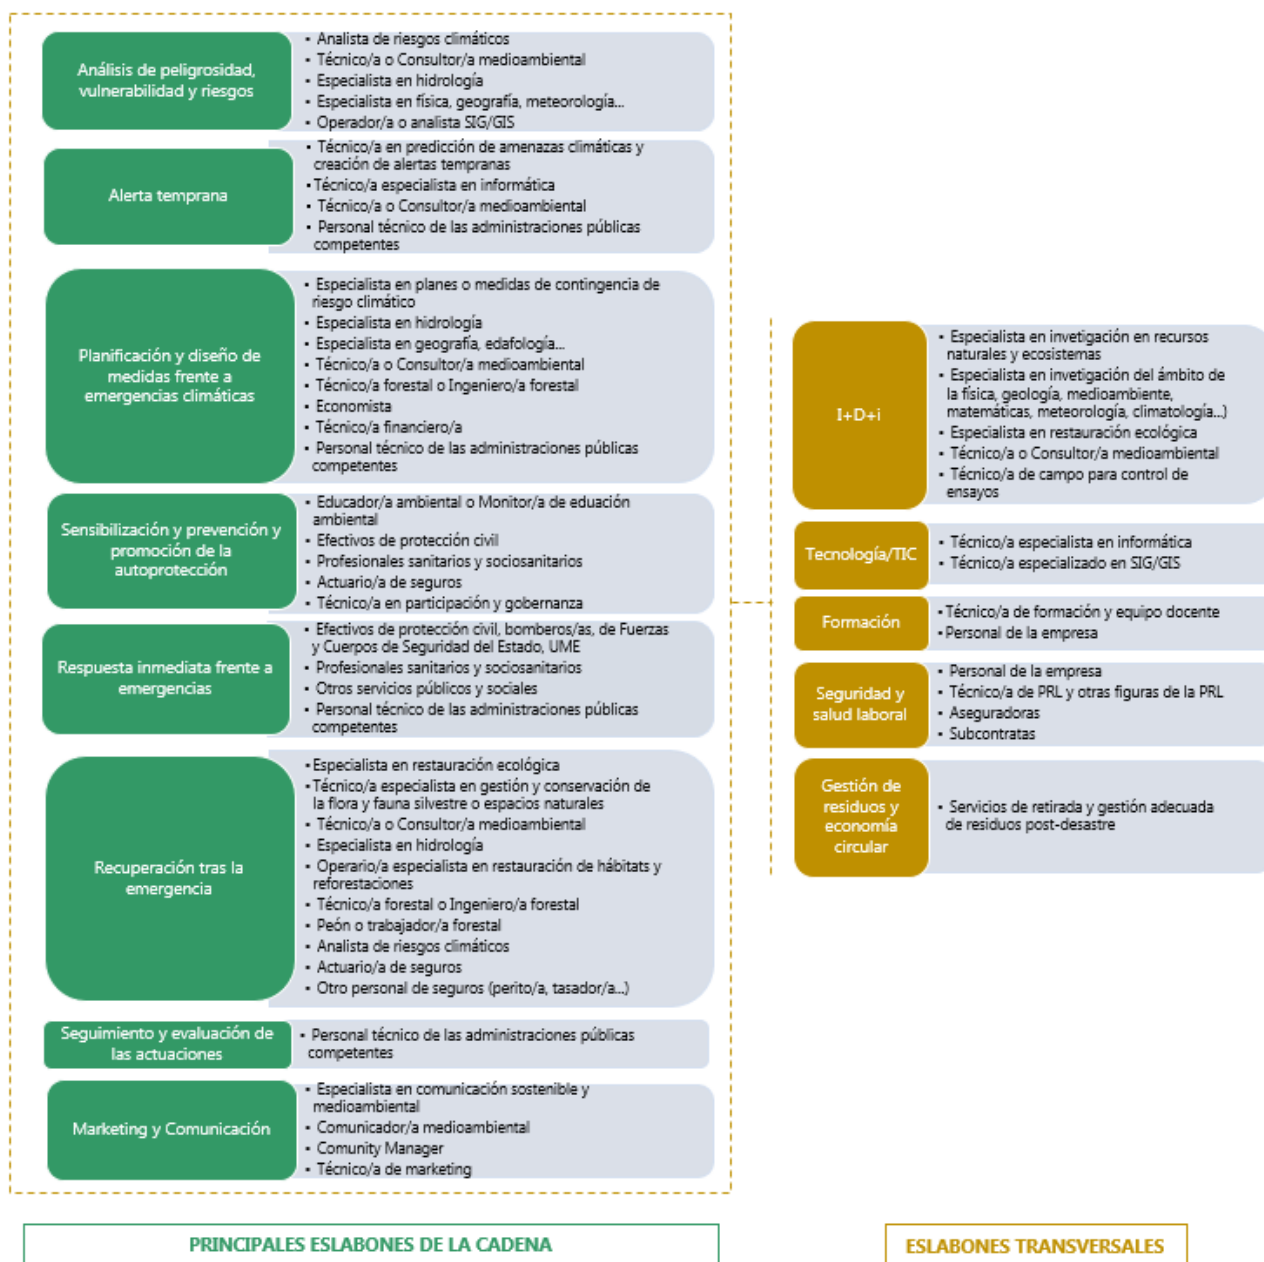 Análisis de peligrosidad,
vulnerabilidad y riesgos
▪ Analista de riesgos climáticos
▪ Técnico/a o Consultor/a medioambiental
▪ Especialista en hidrología
▪ Especialista en física, geografía, meteorología...
▪ Operador/a o analista SIG/GIS
Alerta temprana
▪ Técnico/a en predicción de amenazas climáticas y
creación de alertas tempranas
▪ Técnico/a especialista en informática
▪ Técnico/a o Consultor/a medioambiental
▪ Personal técnico de las administraciones públicas
competentes
Planificación y diseño de
medidas frente a
emergencias climáticas
▪ Especialista en planes o medidas de contingencia de
riesgo climático
▪ Especialista en hidrología
▪ Especialista en geografía, edafología...
▪ Técnico/a o Consultor/a medioambiental
▪ Técnico/a forestal o Ingeniero/a forestal
▪ Economista
▪ Técnico/a financiero/a
▪ Personal técnico de las administraciones públicas
competentes
Sensibilización y prevención y
promoción de la
autoprotección
▪ Educador/a ambiental o Monitor/a de eduación
ambiental
▪ Efectivos de protección civil
▪ Profesionales sanitarios y sociosanitarios
▪ Actuario/a de seguros
▪ Técnico/a en participación y gobernanza
Respuesta inmediata frente a
emergencias
▪ Efectivos de protección civil, bomberos/as, de Fuerzas
y Cuerpos de Seguridad del Estado, UME
▪ Profesionales sanitarios y sociosanitarios
▪ Otros servicios públicos y sociales
▪ Personal técnico de las administraciones públicas
competentes
Recuperación tras la
emergencia
▪ Especialista en restauración ecológica
▪ Técnico/a especialista en gestión y conservación de
la flora y fauna silvestre o espacios naturales
▪ Técnico/a o Consultor/a medioambiental
▪ Especialista en hidrología
▪ Operario/a especialista en restauración de hábitats y
reforestaciones
▪ Técnico/a forestal o Ingeniero/a forestal
▪ Peón o trabajador/a forestal
▪ Analista de riesgos climáticos
▪ Actuario/a de seguros
▪ Otro personal de seguros (perito/a, tasador/a...)
Seguimiento y evaluación de
las actuaciones
▪ Personal técnico de las administraciones públicas
competentes
Marketing y Comunicación
▪ Especialista en comunicación sostenible y
medioambiental
▪ Comunicador/a medioambiental
▪ Comunity Manager
▪ Técnico/a de marketing
PRINCIPALES ESLABONES DE LA CADENA
I+D+i
▪ Especialista en invetigación en recursos
naturales y ecosistemas
▪ Especialista en invetigación del ámbito de
la física, geología, medioambiente,
matemáticas, meteorología, climatología...)
▪ Especialista en restauración ecológica
▪ Técnico/a o Consultor/a medioambiental
▪ Técnico/a de campo para control de
ensayos
Tecnología/TIC
▪ Técnico/a especialista en informática
▪ Técnico/a especializado en SIG/GIS
Formación
▪ Técnico/a de formación y equipo docente
▪ Personal de la empresa
Seguridad y
salud laboral
▪ Personal de la empresa
▪ Técnico/a de PRL y otras figuras de la PRL
▪ Aseguradoras
▪ Subcontratas
Gestión de
residuos y
economía
circular
▪ Servicios de retirada y gestión adecuada
de residuos post-desastre
ESLABONES TRANSVERSALES